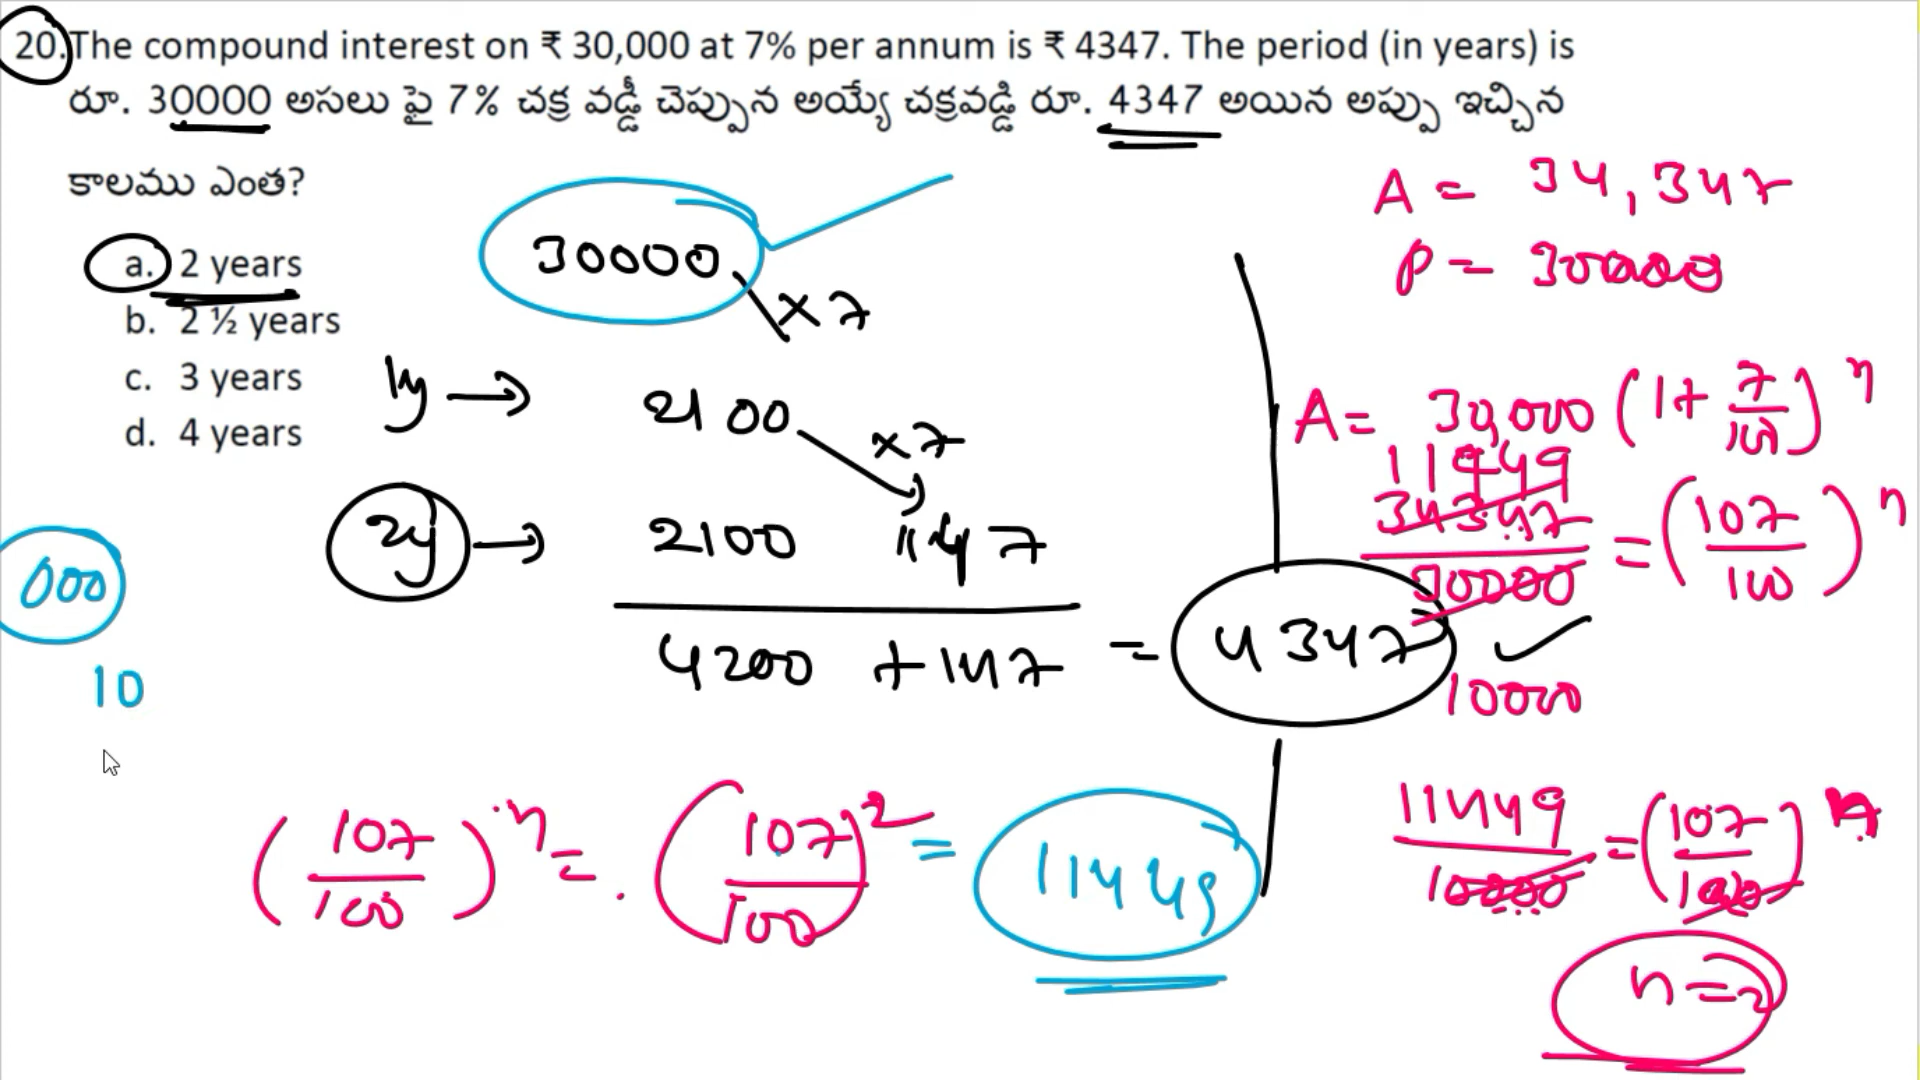 20. The compound interest on ₹ 30,000 at 7% per annum is ₹ 4347. The period (in years) is
రూ. 30000 అసలు పై 7% చక్ర వడ్డీ చెప్పున అయ్యే చక్రవడ్డి రూ. 4347 అయిన అప్పు ఇచ్చిన
కాలము ఎంత?
a. 2 years
b. 2 ½ years
c. 3 years
d. 4 years
30000
x 7
1y → 2100
x7
2y → 2100 147
4200 + 147 = 4347
000
10
A = 34,347
P = 30000
A = 30,000 (1 + 7/100)^n
11449
34347/30000 = (107/100)^n
10000
11449/10000 = (107/100)^n
n = 2
(107/100)^n = (107/100)^2 = 11449